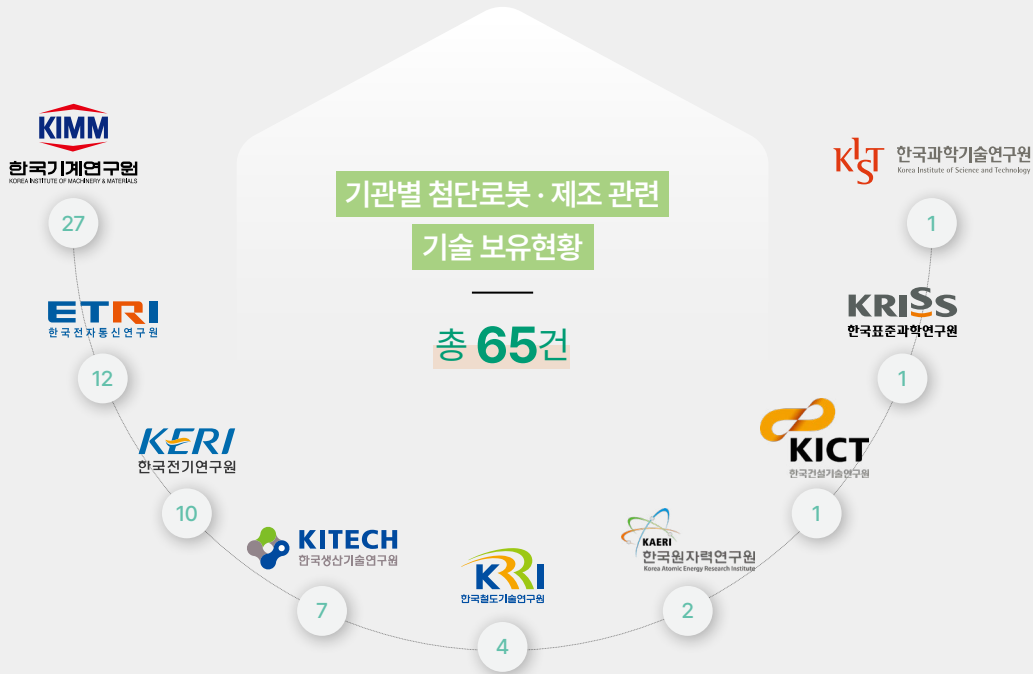 기관별 첨단로봇 · 제조 관련
기술 보유현황
총 65건
KIMM
한국기계연구원
KOREA INSTITUTE OF MACHINERY & MATERIALS
27
ETRI
한국전자통신연구원
12
KERI
한국전기연구원
10
KITECH
한국생산기술연구원
7
KRRI
한국철도기술연구원
4
KAERI
한국원자력연구원
Korea Atomic Energy Research Institute
2
KICT
한국건설기술연구원
1
KRISS
한국표준과학연구원
1
KIST
한국과학기술연구원
Korea Institute of Science and Technology
1